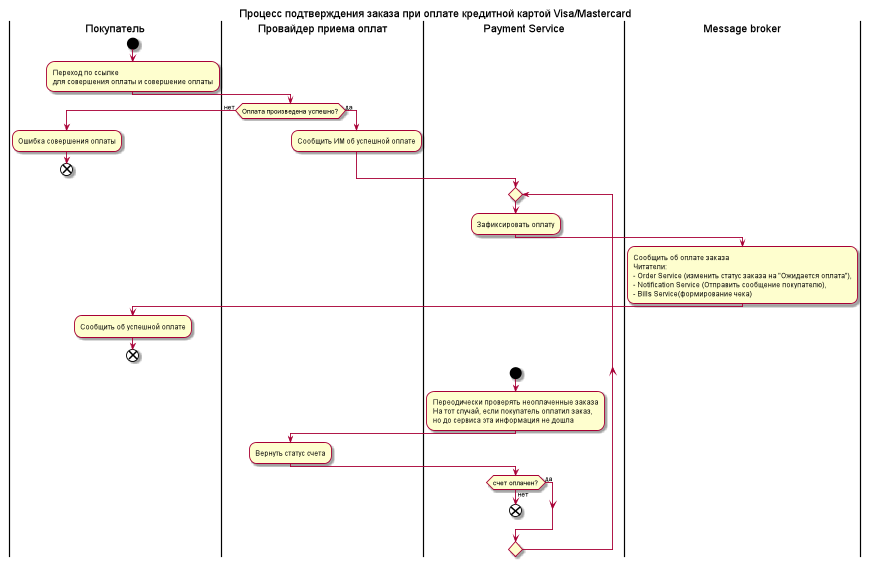 Процесс подтверждения заказа при оплате кредитной картой Visa/Mastercard
Покупатель
Провайдер приема оплат
Payment Service
Message broker
Переход по ссылке
для совершения оплаты и совершение оплаты
нет
Оплата произведена успешно?
да
Ошибка совершения оплаты
Сообщить ИМ об успешной оплате
Зафиксировать оплату
Сообщить об оплате заказа
Читатели:
- Order Service (изменить статус заказа на "Ожидается оплата"),
- Notification Service (Отправить сообщение покупателю),
- Bills Service(формирование чека)
Сообщить об успешной оплате
Переодически проверять неоплаченные заказа
На тот случай, если покупатель оплатил заказ,
но до сервиса эта информация не дошла
Вернуть статус счета
счет оплачен?
да
нет